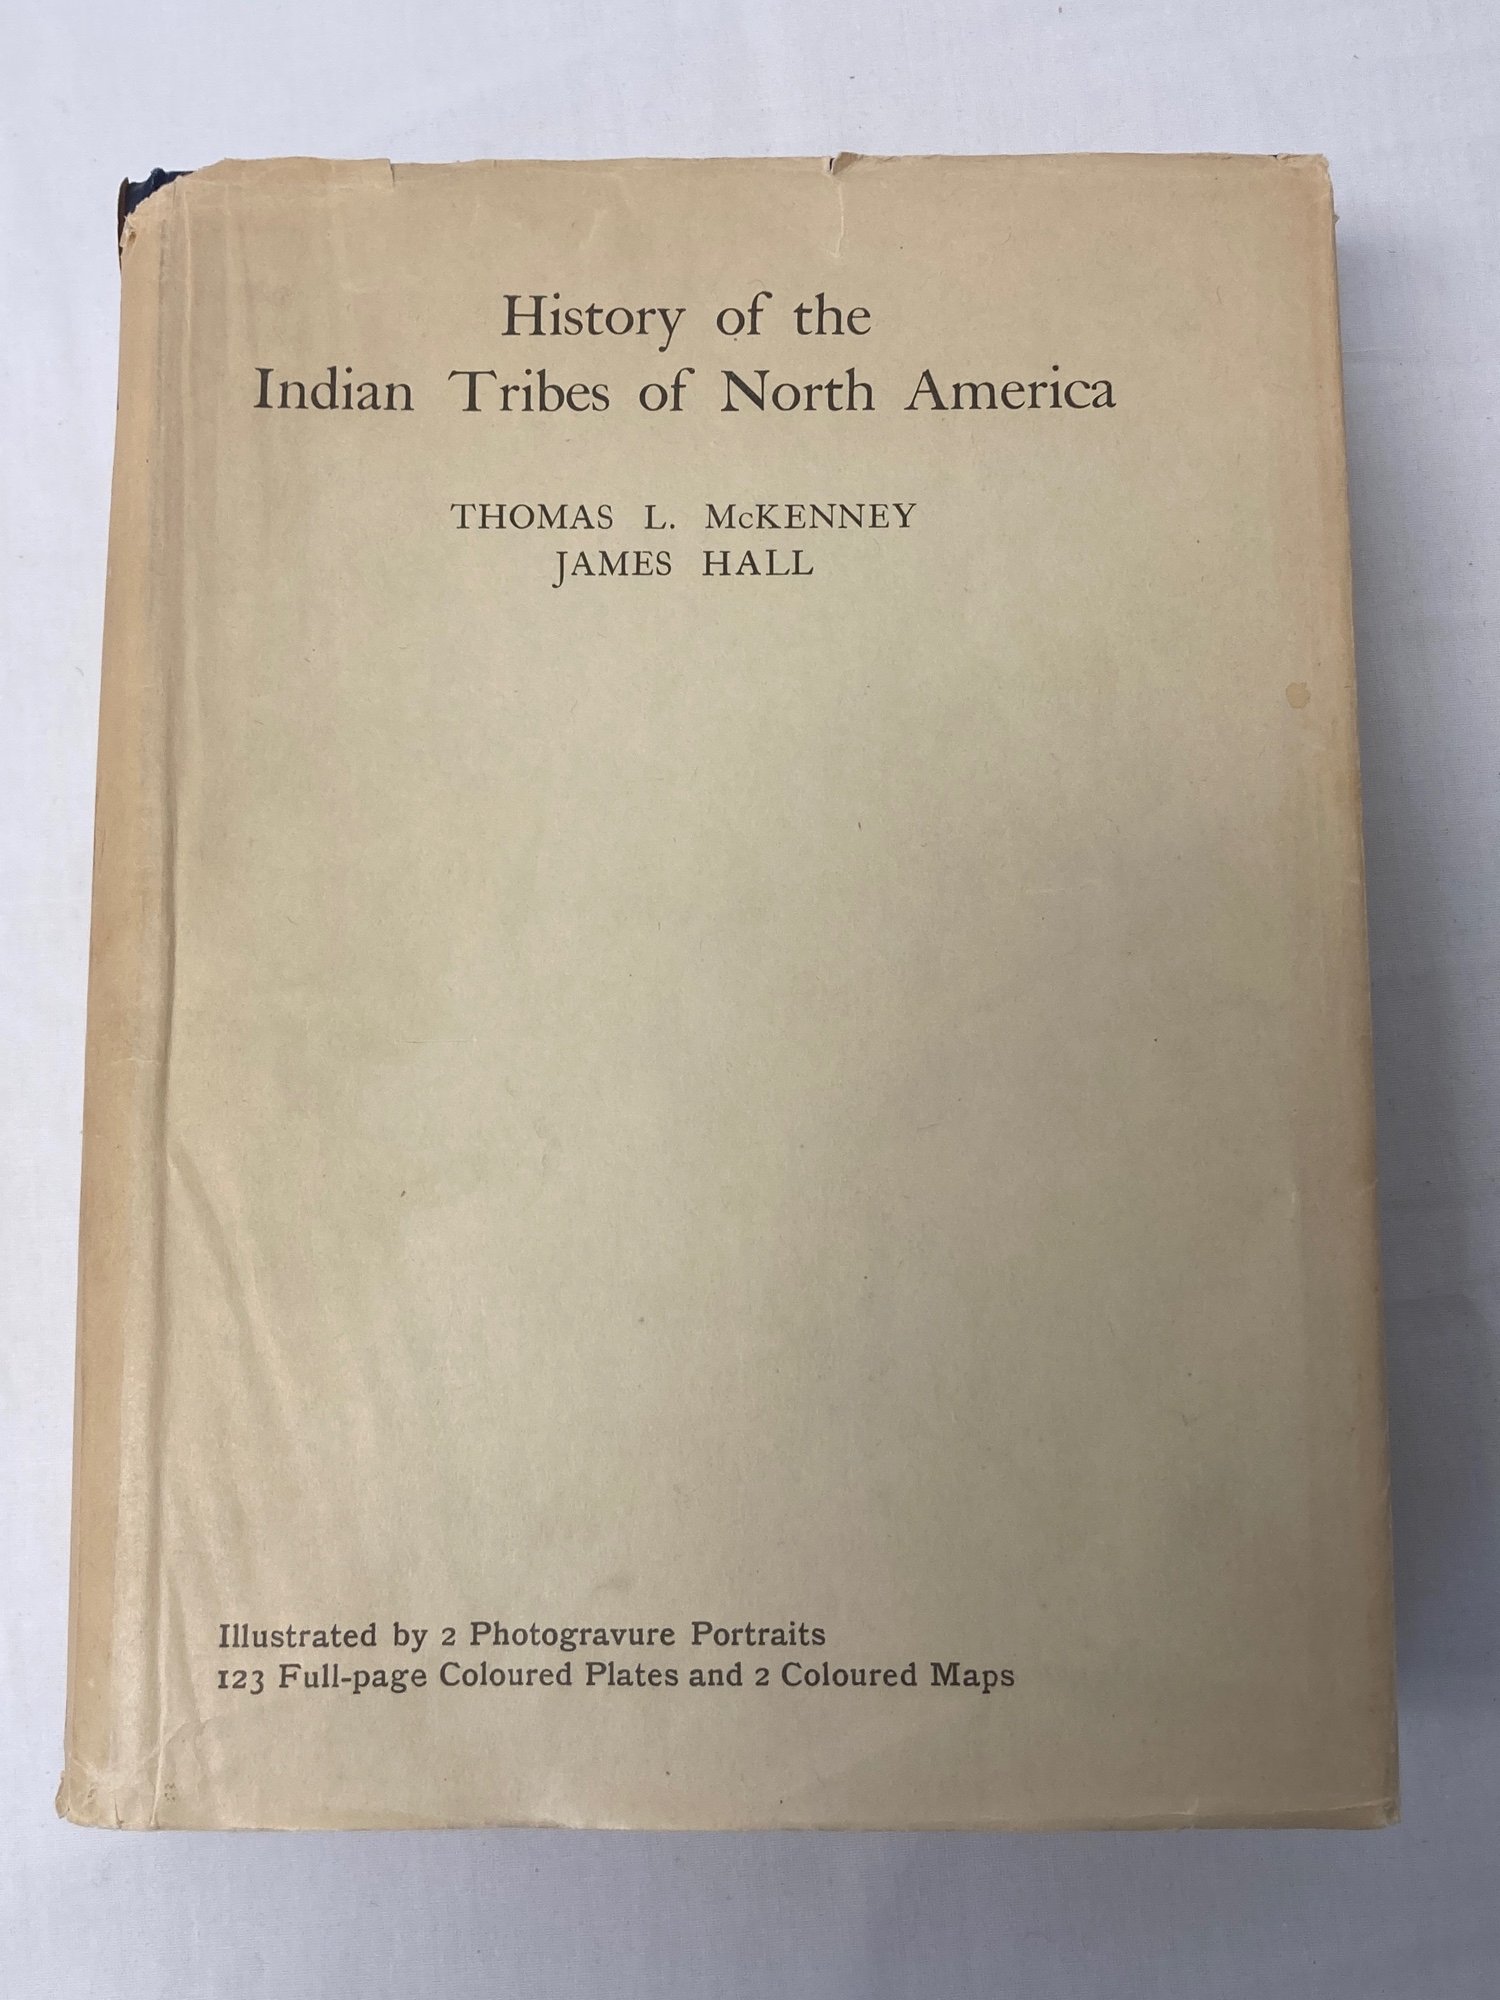 History of the
Indian Tribes of North America
THOMAS L. McKENNEY
JAMES HALL
Illustrated by 2 Photogravure Portraits
123 Full-page Coloured Plates and 2 Coloured Maps